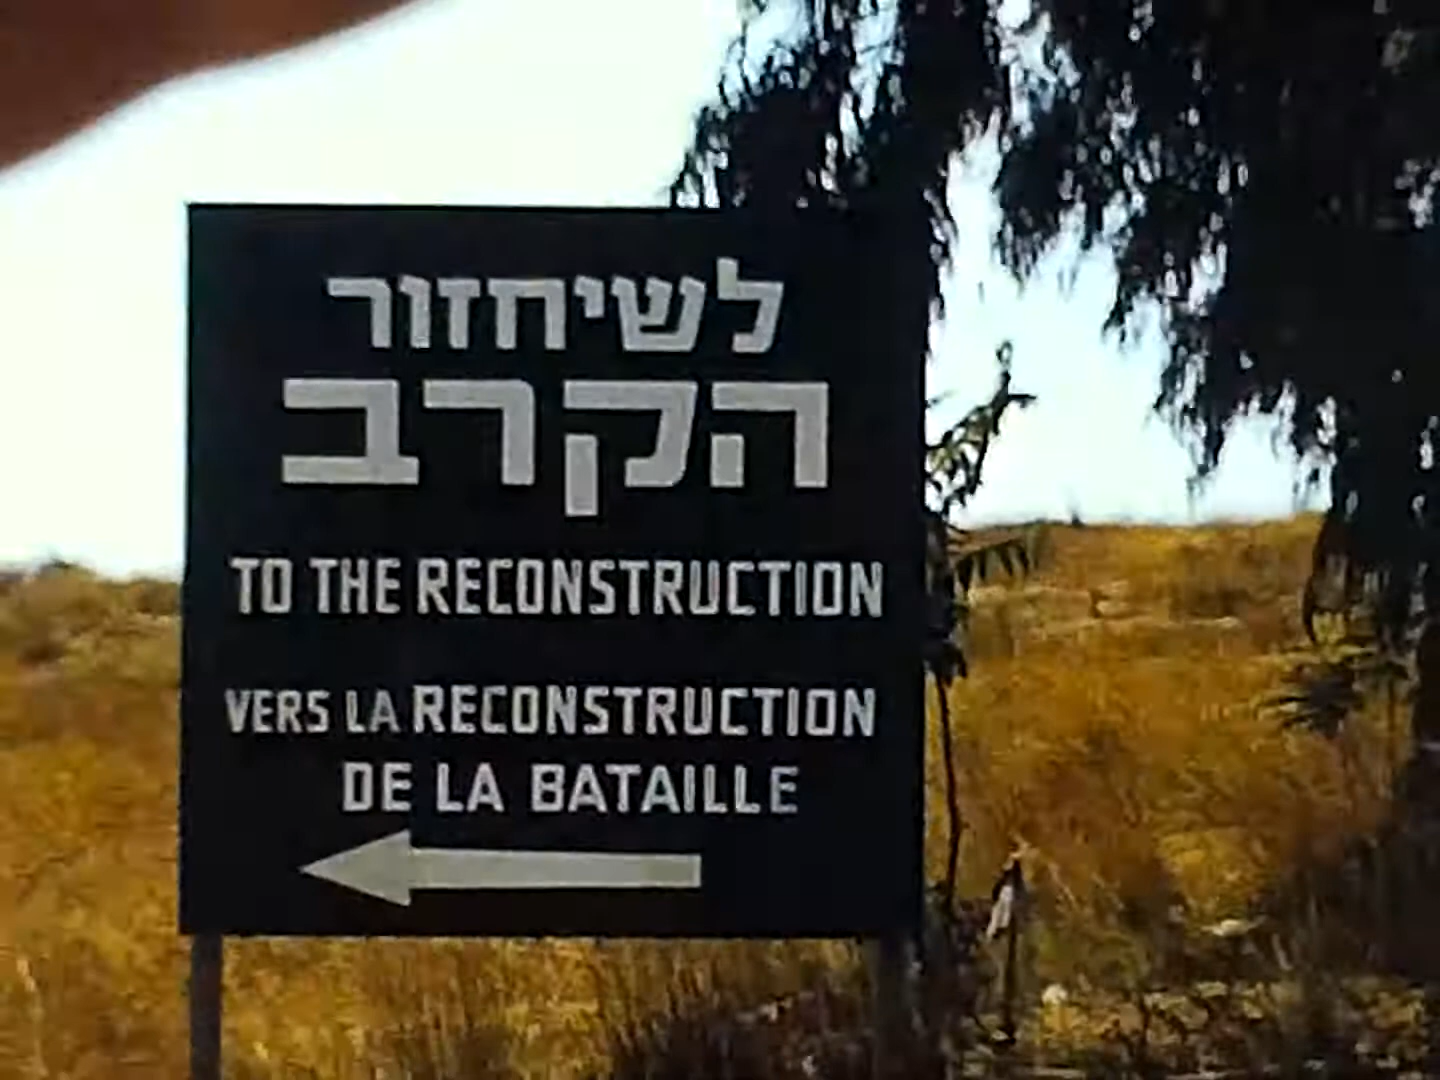 לשיחזור
הקרב
TO THE RECONSTRUCTION
VERS LA RECONSTRUCTION
DE LA BATAILLE